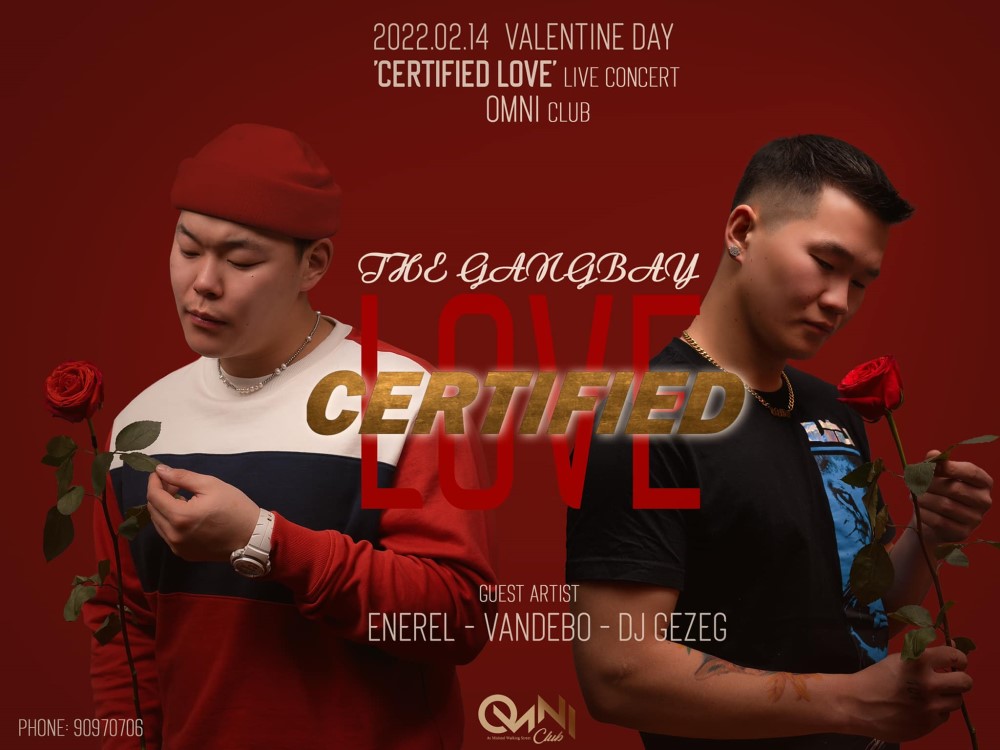 2022.02.14 VALENTINE DAY
'CERTIFIED LOVE' LIVE CONCERT
OMNI CLUB
THE GANGBAY
LOVE
CERTIFIED
GUEST ARTIST
ENEREL - VANDEBO - DJ GEZEG
PHONE: 90970706
OMNI
Club